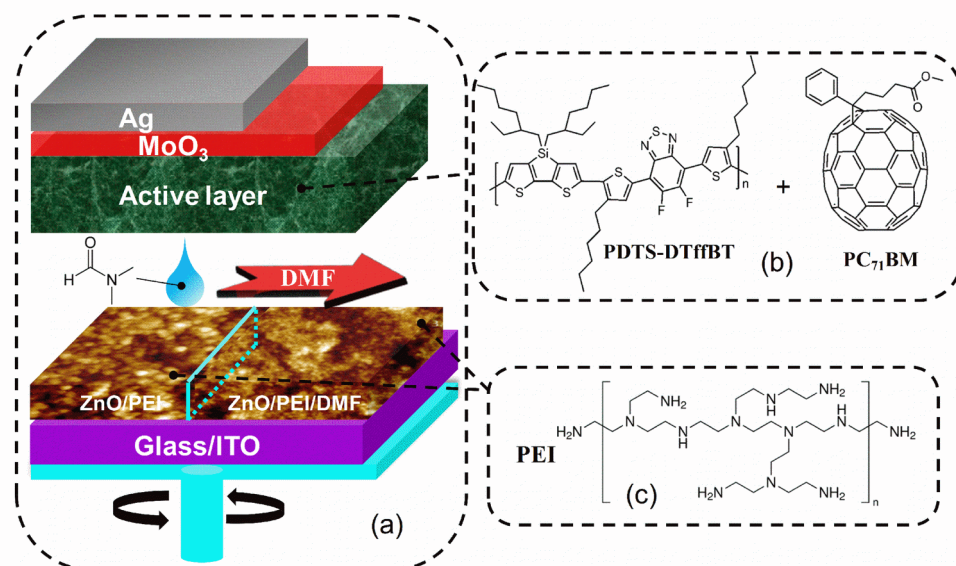 Ag
MoO₃
Active layer
O
H
N
DMF
ZnO/PEI
ZnO/PEI/DMF
Glass/ITO
(a)
Si
S
S
S
N
S
N
F
F
S
n
PDTS-DTffBT
+
(b)
O
O
PC₇₁BM
PEI
H₂N
NH₂
N
N
H
N
H
N
NH₂
N
N
H
N
NH₂
N
H₂N
NH₂
n
(c)